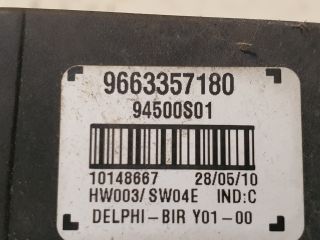 9663357180
94500S01
10148667 28/05/10
HW003/ SW04E IND:C
DELPHI-BIR Y01-00